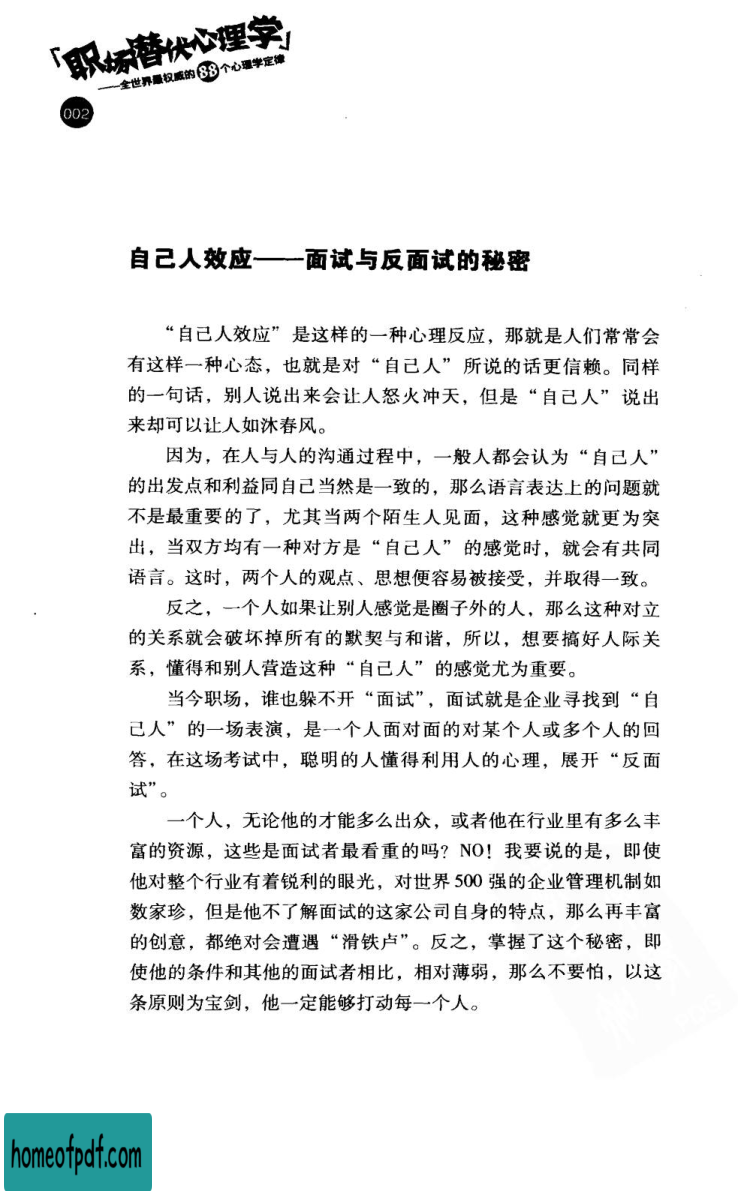 「职场潜伏心理学」
——全世界最权威的88个心理学定律
002
自己人效应——面试与反面试的秘密
“自己人效应”是这样的一种心理反应，那就是人们常常会
有这样一种心态，也就是对“自己人”所说的话更信赖。同样
的一句话，别人说出来会让人怒火冲天，但是“自己人”说出
来却可以让人如沐春风。
因为，在人与人的沟通过程中，一般人都会认为“自己人”
的出发点和利益同自己当然是一致的，那么语言表达上的问题就
不是最重要的了，尤其当两个陌生人见面，这种感觉就更为突
出，当双方均有一种对方是“自己人”的感觉时，就会有共同
语言。这时，两个人的观点、思想便容易被接受，并取得一致。
反之，一个人如果让别人感觉是圈子外的人，那么这种对立
的关系就会破坏掉所有的默契与和谐，所以，想要搞好人际关
系，懂得和别人营造这种“自己人”的感觉尤为重要。
当今职场，谁也躲不开“面试”，面试就是企业寻找到“自
己人”的一场表演，是一个人面对面的对某个人或多个人的回
答，在这场考试中，聪明的人懂得利用人的心理，展开“反面
试”。
一个人，无论他的才能多么出众，或者他在行业里有多么丰
富的资源，这些是面试者最看重的吗？NO！我要说的是，即使
他对整个行业有着锐利的眼光，对世界500强的企业管理机制如
数家珍，但是他不了解面试的这家公司自身的特点，那么再丰富
的创意，都绝对会遭遇“滑铁卢”。反之，掌握了这个秘密，即
使他的条件和其他的面试者相比，相对薄弱，那么不要怕，以这
条原则为宝剑，他一定能够打动每一个人。
homeofpdf.com